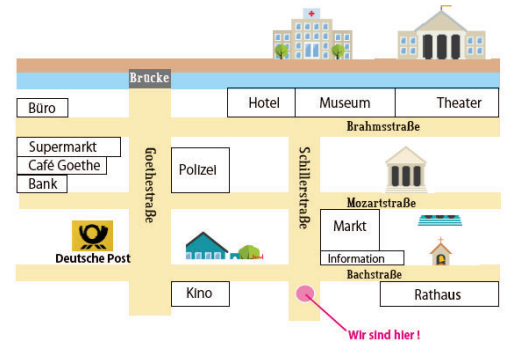 Brücke
Büro
Hotel
Museum
Theater
Brahmsstraße
Supermarkt
Café Goethe
Bank
Goethestraße
Polizei
Schillerstraße
Mozartstraße
Markt
Deutsche Post
Information
Bachstraße
Kino
Rathaus
Wir sind hier !